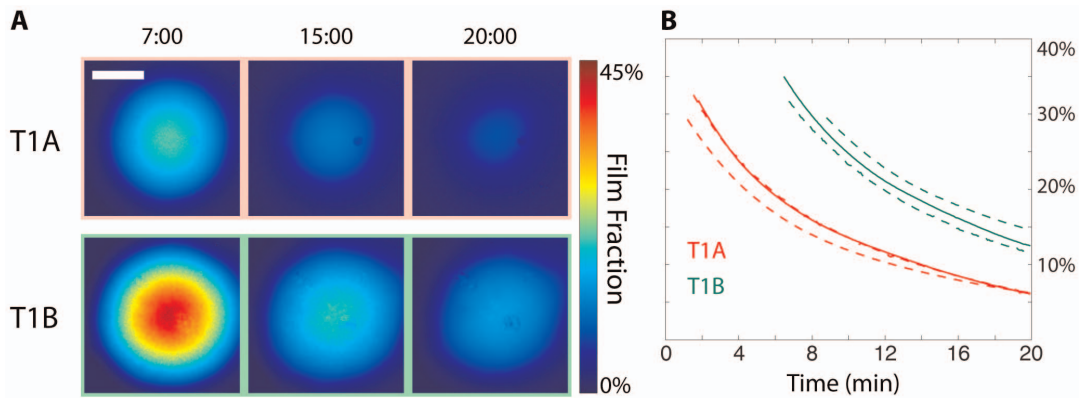 A
7:00 15:00 20:00
T1A
T1B
45%
Film Fraction
0%
B
40%
30%
20%
10%
T1A
T1B
0 4 8 12 16 20
Time (min)